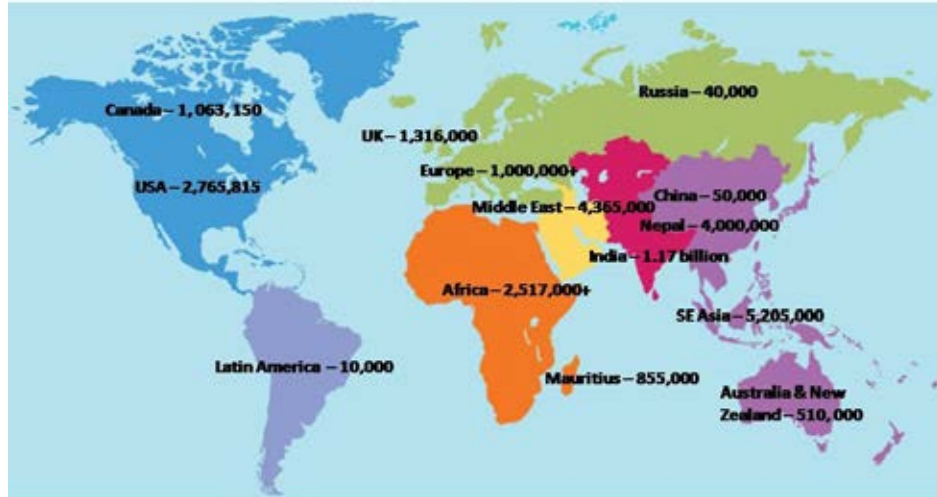 Russia – 40,000
Canada – 1, 063, 150
UK – 1,316,000
Europe – 1,000,000+
USA – 2,765,815
China – 50,000
Middle East – 4,365,000
Nepal – 4,000,000
India – 1.17 billion
Africa – 2,517,000+
SE Asia – 5,205,000
Latin America – 10,000
Mauritius – 855,000
Australia & New
Zealand – 510, 000